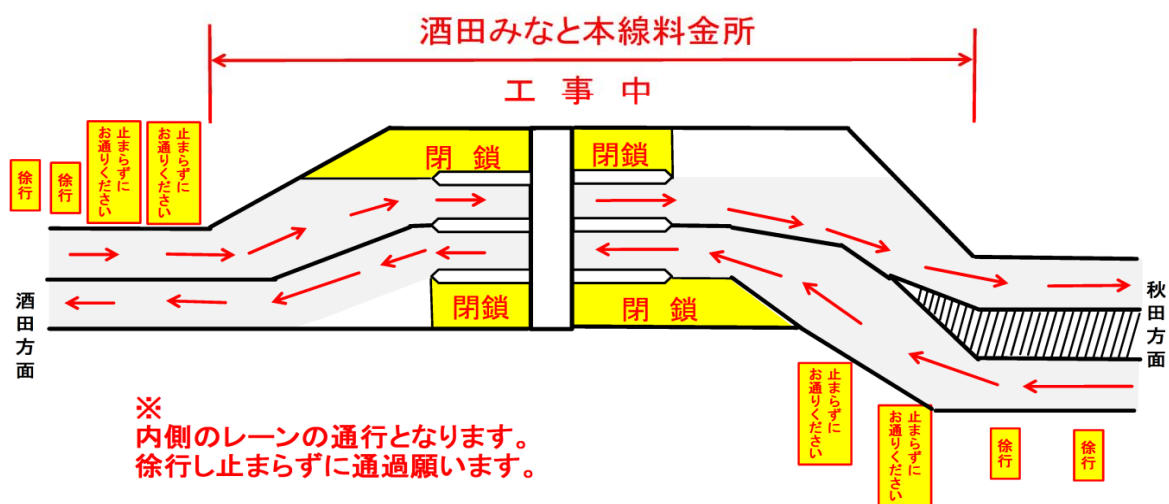 酒田みなと本線料金所
工事中
徐行
徐行
止まらずに
お通りください
止まらずに
お通りください
閉鎖
閉鎖
酒田方面
秋田方面
閉鎖
閉鎖
止まらずに
お通りください
止まらずに
お通りください
徐行
徐行
※
内側のレーンの通行となります。
徐行し止まらずに通過願います。